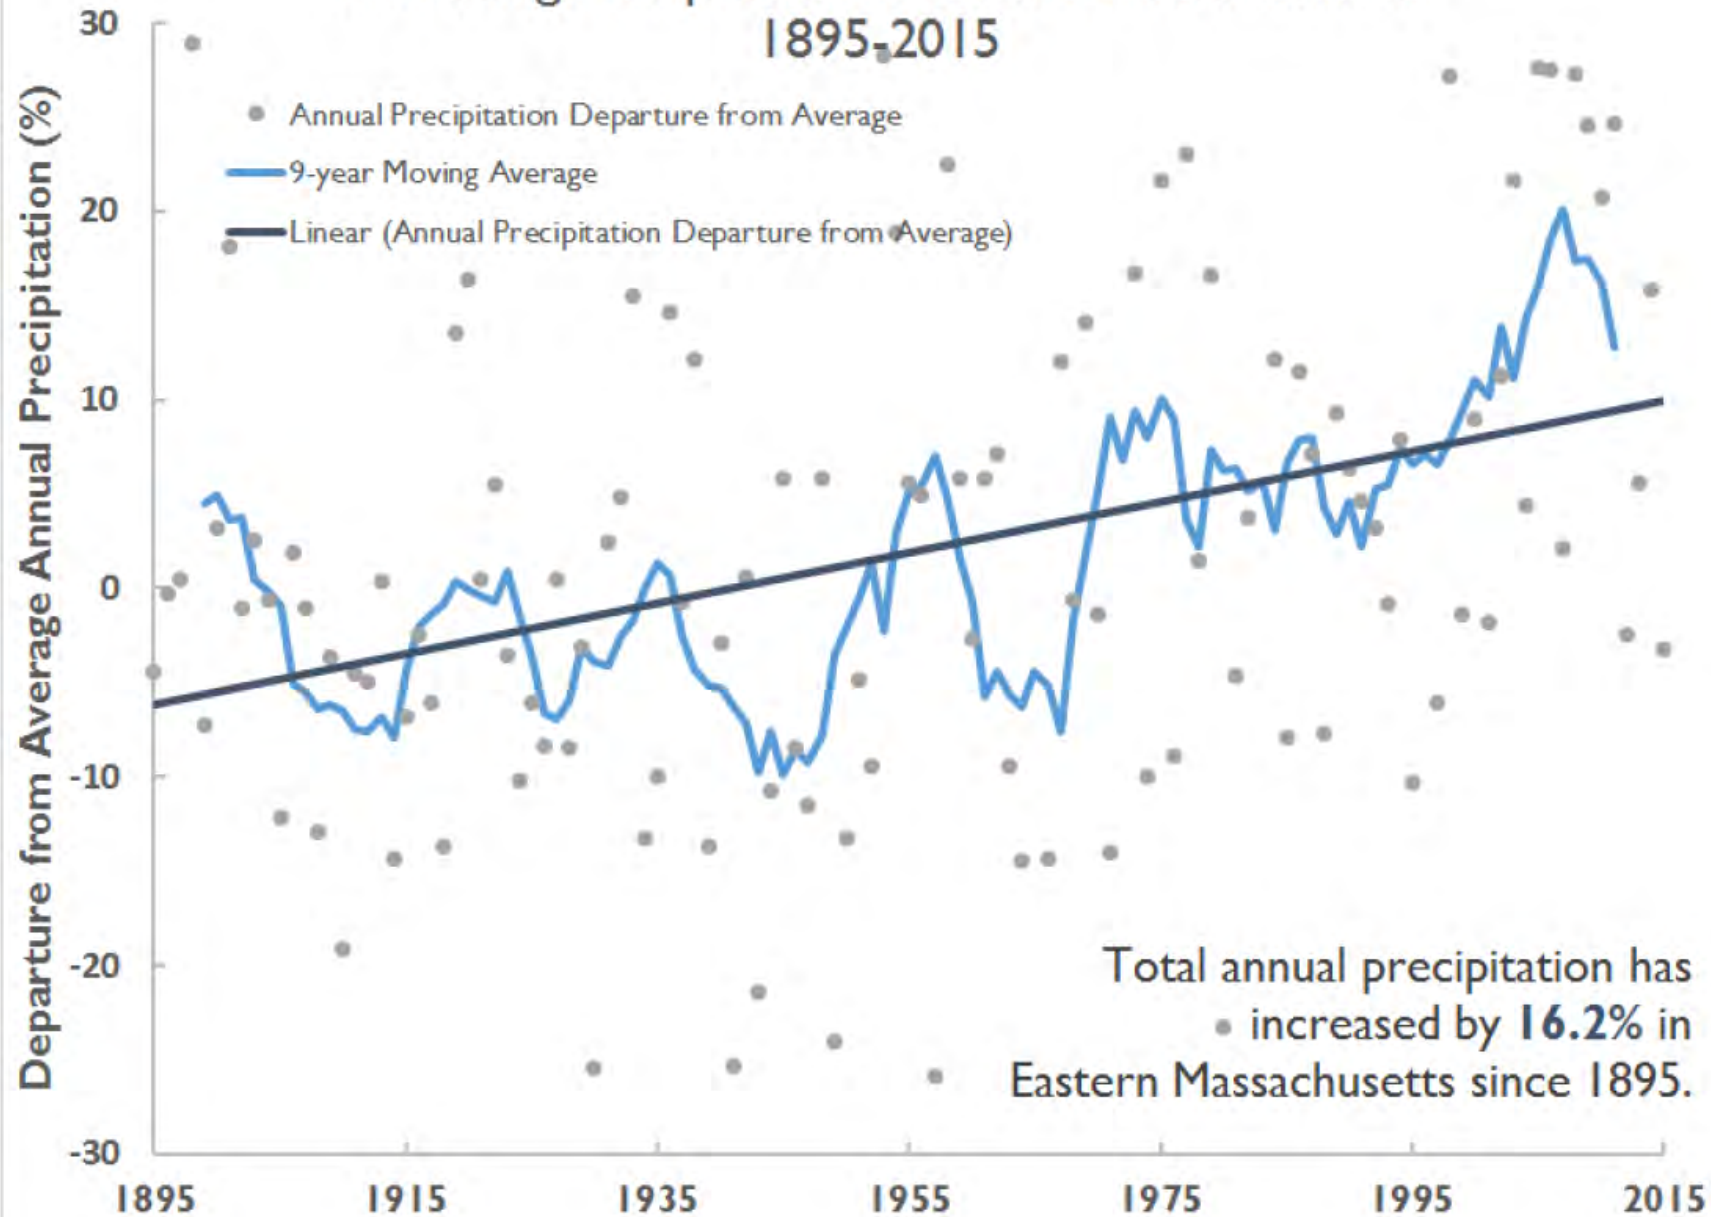 1895-2015
Annual Precipitation Departure from Average
9-year Moving Average
Linear (Annual Precipitation Departure from Average)
Departure from Average Annual Precipitation (%)
30
20
10
0
-10
-20
-30
Total annual precipitation has
increased by 16.2% in
Eastern Massachusetts since 1895.
1895 1915 1935 1955 1975 1995 2015